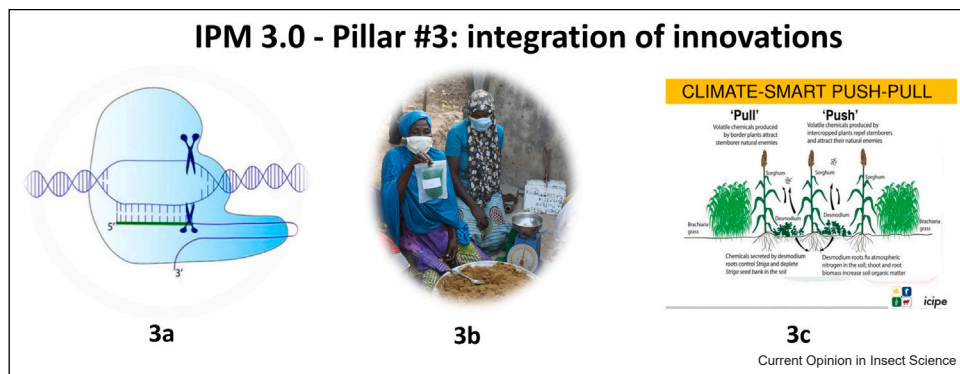 IPM 3.0 - Pillar #3: integration of innovations
5'
3'
3a
3b
CLIMATE-SMART PUSH-PULL
'Pull'
Volatile chemicals produced
by border plants attract
stemborer natural enemies
'Push'
Volatile chemicals produced by
intercropped plants repel stemborers
and attract their natural enemies
Sorghum
Sorghum
Sorghum
Brachiaria
grass
Desmodium
Desmodium
Brachiaria
grass
Chemicals secreted by desmodium
roots control Striga and deplete
Striga seed bank in the soil
Desmodium roots fix atmospheric
nitrogen in the soil; shoot and root
biomass increase soil organic matter
icipe
3c
Current Opinion in Insect Science